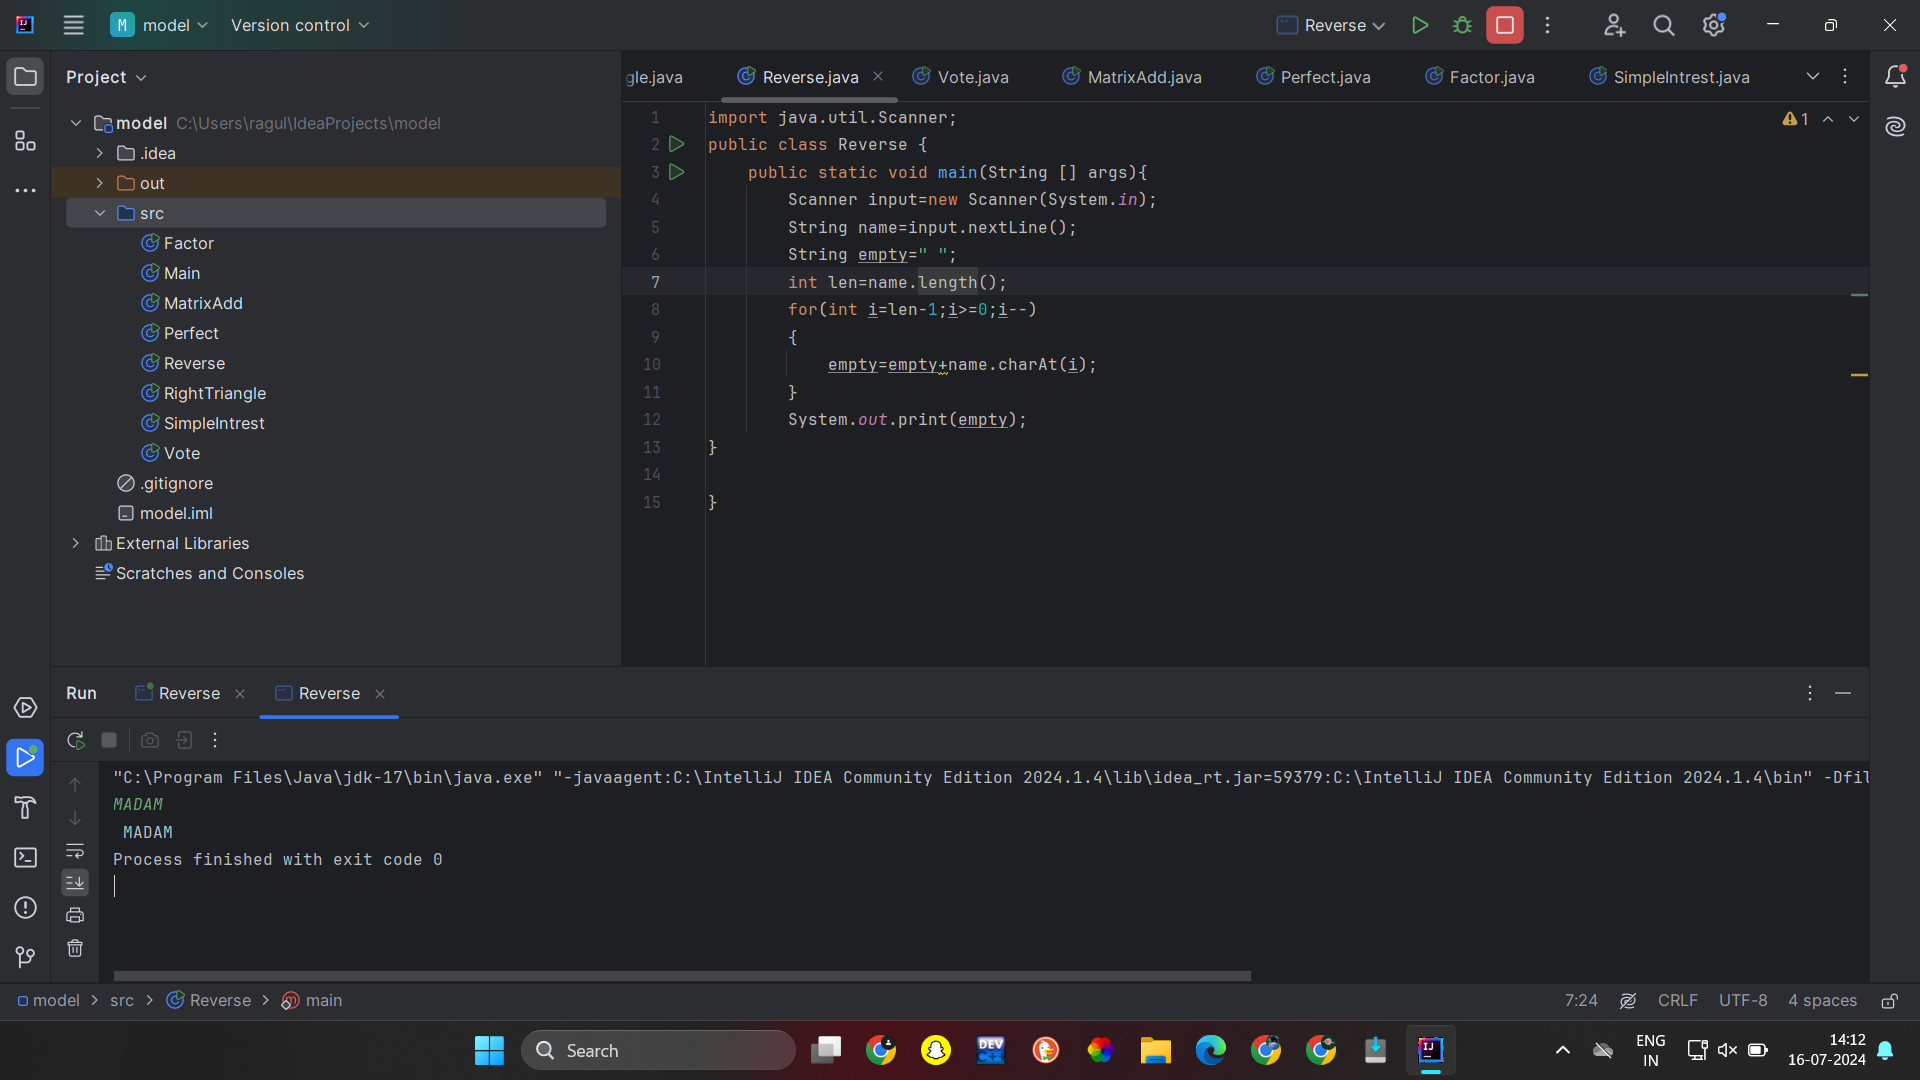 M model Version control Reverse
Project
model C:\Users\ragul\IdeaProjects\model
.idea
out
src
Factor
Main
MatrixAdd
Perfect
Reverse
RightTriangle
SimpleIntrest
Vote
.gitignore
model.iml
External Libraries
Scratches and Consoles
gle.java Reverse.java Vote.java MatrixAdd.java Perfect.java Factor.java SimpleIntrest.java
1 import java.util.Scanner;
2 public class Reverse {
3 public static void main(String [] args){
4 Scanner input=new Scanner(System.in);
5 String name=input.nextLine();
6 String empty=" ";
7 int len=name.length();
8 for(int i=len-1;i>=0;i--)
9 {
10 empty=empty+name.charAt(i);
11 }
12 System.out.print(empty);
13 }
14
15 }
1
Run Reverse Reverse
"C:\Program Files\Java\jdk-17\bin\java.exe" "-javaagent:C:\IntelliJ IDEA Community Edition 2024.1.4\lib\idea_rt.jar=59379:C:\IntelliJ IDEA Community Edition 2024.1.4\bin" -Dfil
MADAM
MADAM
Process finished with exit code 0
model src Reverse main 7:24 CRLF UTF-8 4 spaces
Search
DEV C++
IJ
ENG
IN
14:12
16-07-2024